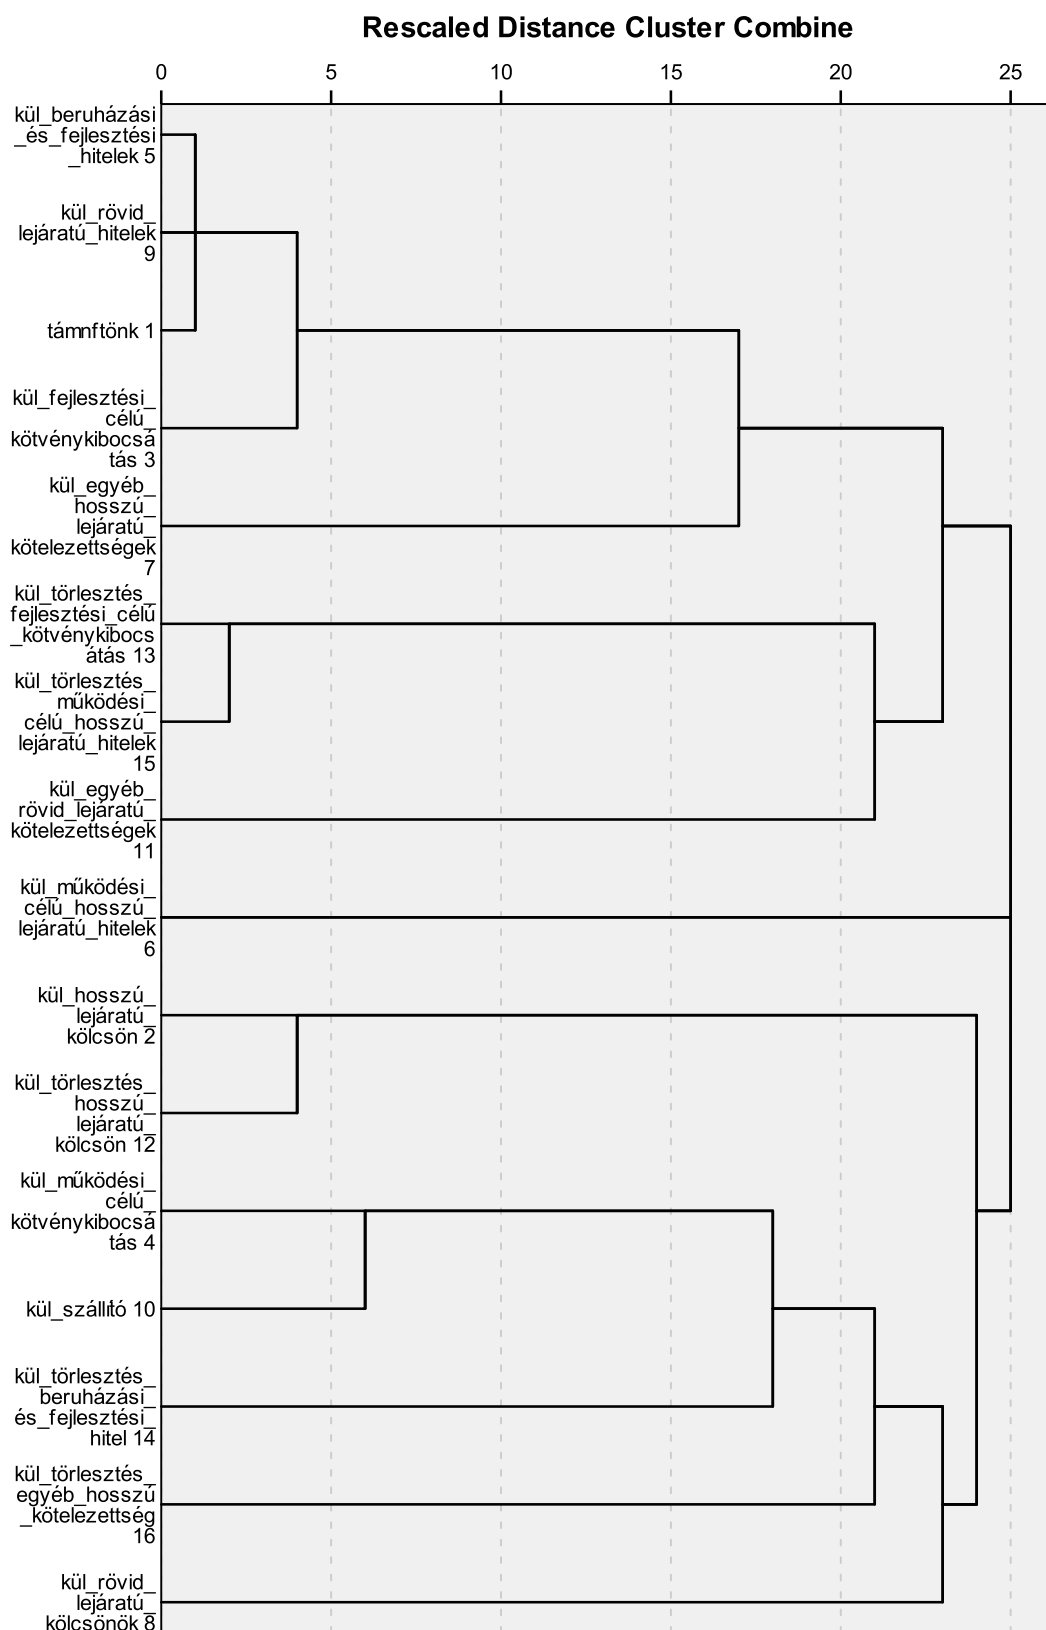 Rescaled Distance Cluster Combine
0 5 10 15 20 25
kül_beruházási
_és_fejlesztési
_hitelek 5
kül_rövid_
lejáratú_hitelek
9
támnftönk 1
kül_fejlesztési_
célú_
kötvénykibocsá
tás 3
kül_egyéb_
hosszú_
lejáratú_
kötelezettségek
7
kül_törlesztés_
fejlesztési_célú
_kötvénykibocs
átás 13
kül_törlesztés_
működési_
célú_hosszú_
lejáratú_hitelek
15
kül_egyéb_
rövid_lejáratú_
kötelezettségek
11
kül_működési_
célú_hosszú_
lejáratú_hitelek
6
kül_hosszú_
lejáratú_
kölcsön 2
kül_törlesztés_
hosszú_
lejáratú_
kölcsön 12
kül_működési_
célú_
kötvénykibocsá
tás 4
kül_szállító 10
kül_törlesztés_
beruházási_
és_fejlesztési_
hitel 14
kül_törlesztés_
egyéb_hosszú
_kötelezettség
16
kül_rövid_
lejáratú_
kölcsönök 8